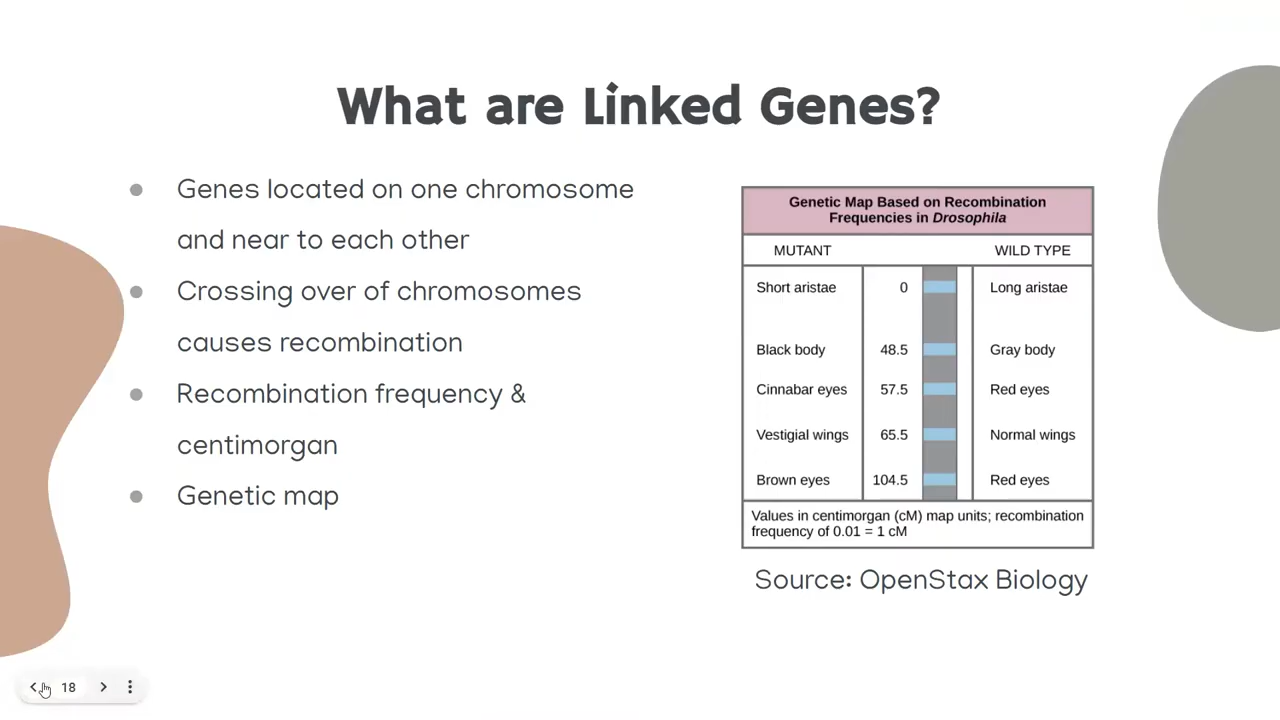 What are Linked Genes?
● Genes located on one chromosome
and near to each other
● Crossing over of chromosomes
causes recombination
● Recombination frequency &
centimorgan
● Genetic map
Genetic Map Based on Recombination
Frequencies in Drosophila
MUTANT WILD TYPE
Short aristae 0 Long aristae
Black body 48.5 Gray body
Cinnabar eyes 57.5 Red eyes
Vestigial wings 65.5 Normal wings
Brown eyes 104.5 Red eyes
Values in centimorgan (cM) map units; recombination
frequency of 0.01 = 1 cM
Source: OpenStax Biology
18